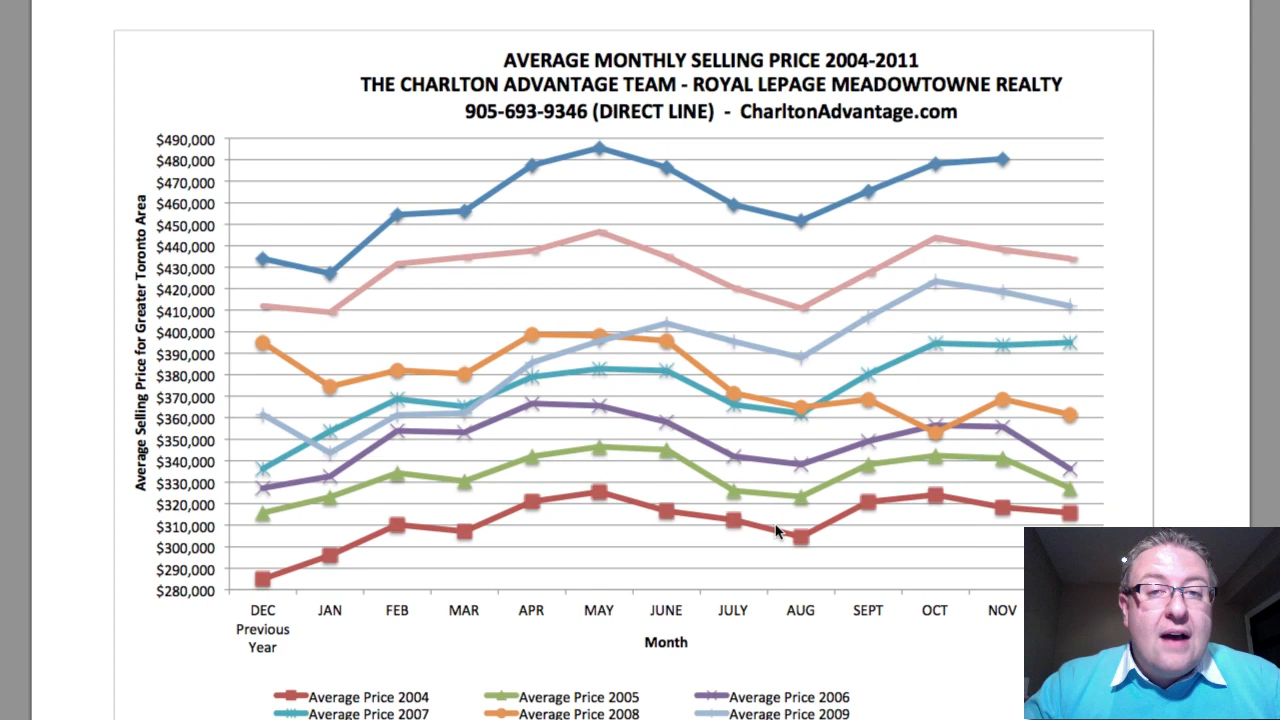 AVERAGE MONTHLY SELLING PRICE 2004-2011
THE CHARLTON ADVANTAGE TEAM - ROYAL LEPAGE MEADOWTOWNE REALTY
905-693-9346 (DIRECT LINE) - CharltonAdvantage.com
Average Selling Price for Greater Toronto Area
$490,000
$480,000
$470,000
$460,000
$450,000
$440,000
$430,000
$420,000
$410,000
$400,000
$390,000
$380,000
$370,000
$360,000
$350,000
$340,000
$330,000
$320,000
$310,000
$300,000
$290,000
$280,000
DEC JAN FEB MAR APR MAY JUNE JULY AUG SEPT OCT NOV
Previous
Year
Month
Average Price 2004 Average Price 2005 Average Price 2006
Average Price 2007 Average Price 2008 Average Price 2009